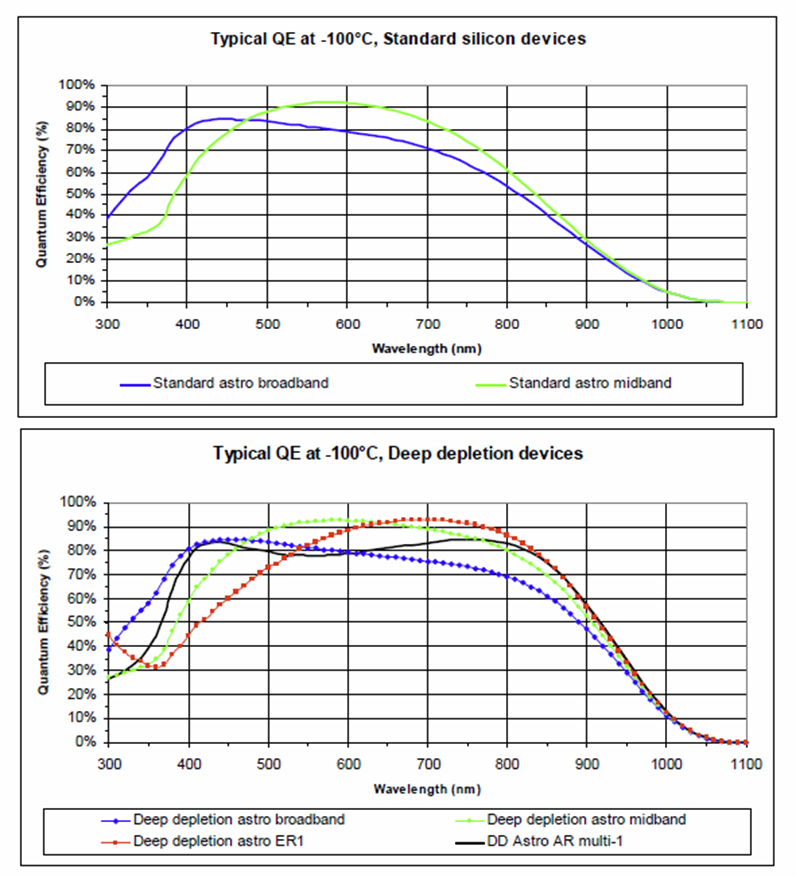 Typical QE at -100°C, Standard silicon devices
Quantum Efficiency (%)
100%
90%
80%
70%
60%
50%
40%
30%
20%
10%
0%
300 400 500 600 700 800 900 1000 1100
Wavelength (nm)
Standard astro broadband Standard astro midband
Typical QE at -100°C, Deep depletion devices
Quantum Efficiency (%)
100%
90%
80%
70%
60%
50%
40%
30%
20%
10%
0%
300 400 500 600 700 800 900 1000 1100
Wavelength (nm)
Deep depletion astro broadband Deep depletion astro midband
Deep depletion astro ER1 DD Astro AR multi-1